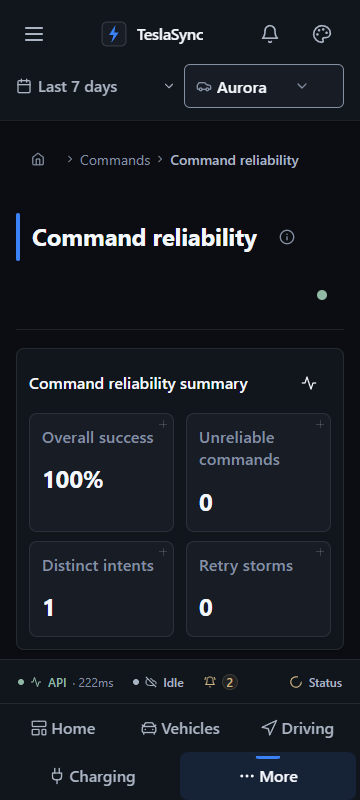 TeslaSync
Last 7 days
Aurora
Commands
Command reliability
Command reliability
Command reliability summary
Overall success
100%
Unreliable
commands
0
Distinct intents
1
Retry storms
0
API · 222ms
Idle
2
Status
Home
Vehicles
Driving
Charging
More